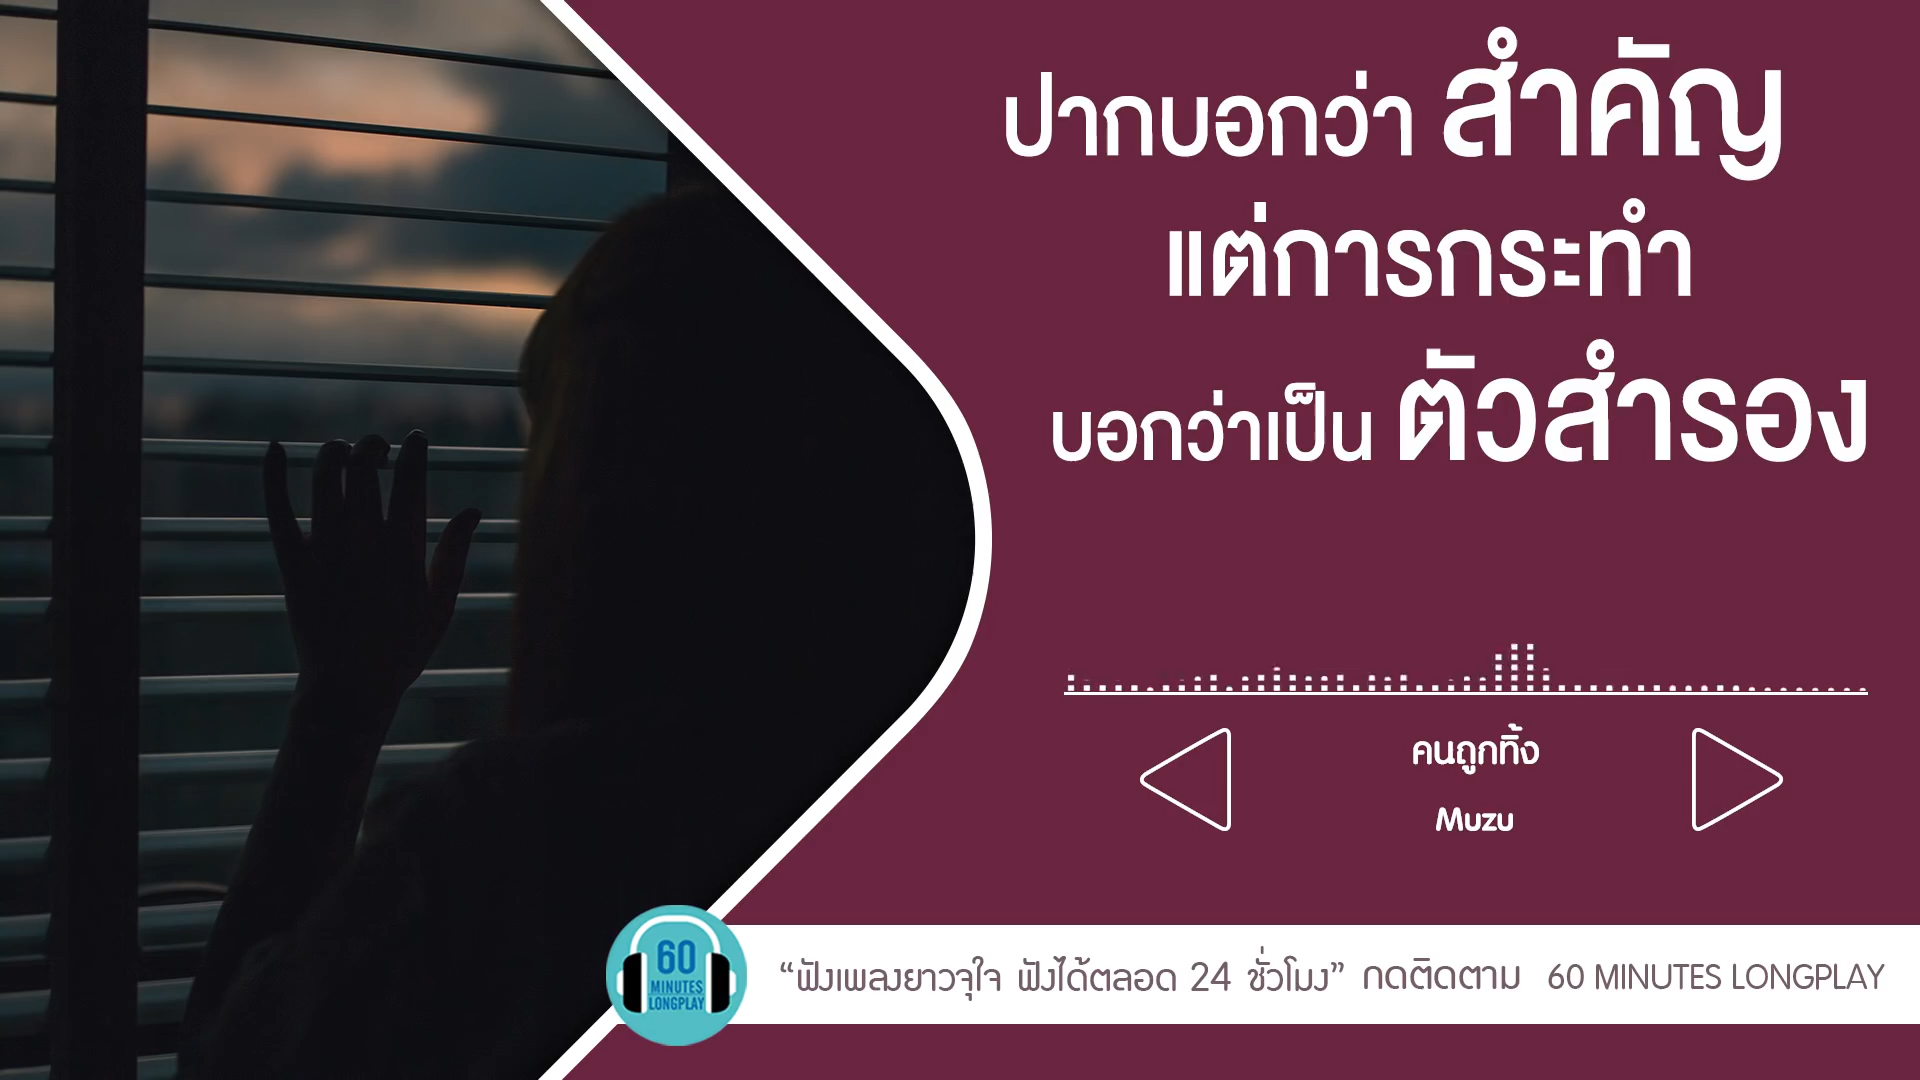 ปากบอกว่า สำคัญ
แต่การกระทำ
บอกว่าเป็น ตัวสำรอง
คนถูกทิ้ง
Muzu
60
MINUTES
LONGPLAY
“ฟังเพลงยาวจุใจ ฟังได้ตลอด 24 ชั่วโมง” กดติดตาม 60 MINUTES LONGPLAY